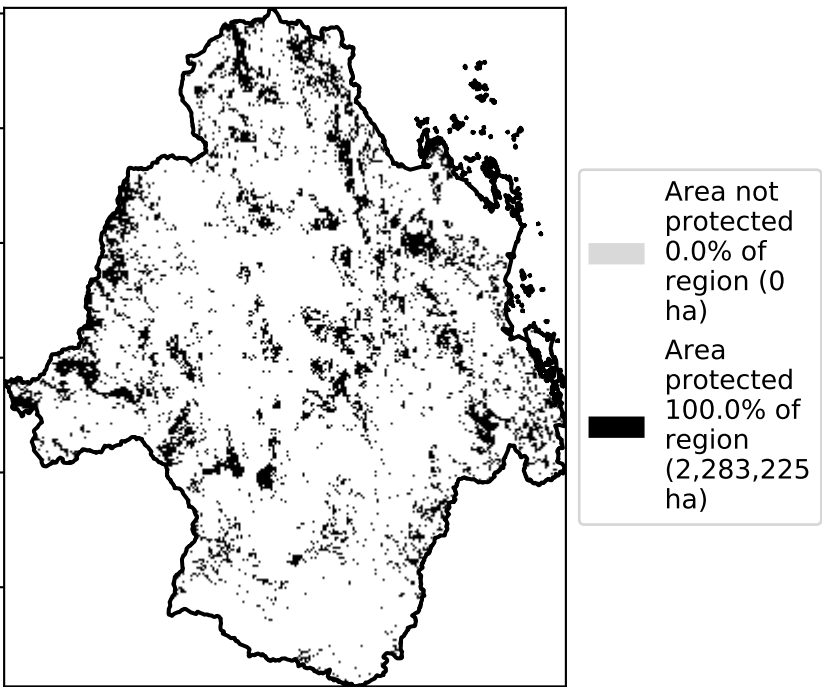 Area not
protected
0.0% of
region (0
ha)
Area
protected
100.0% of
region
(2,283,225
ha)